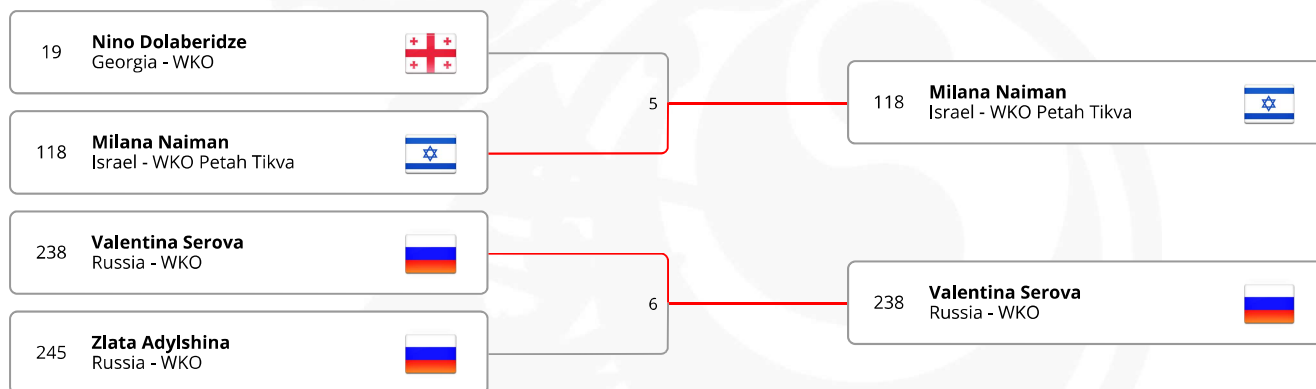 19
Nino Dolaberidze
Georgia - WKO
118
Milana Naiman
Israel - WKO Petah Tikva
238
Valentina Serova
Russia - WKO
245
Zlata Adylshina
Russia - WKO
5
6
118
Milana Naiman
Israel - WKO Petah Tikva
238
Valentina Serova
Russia - WKO